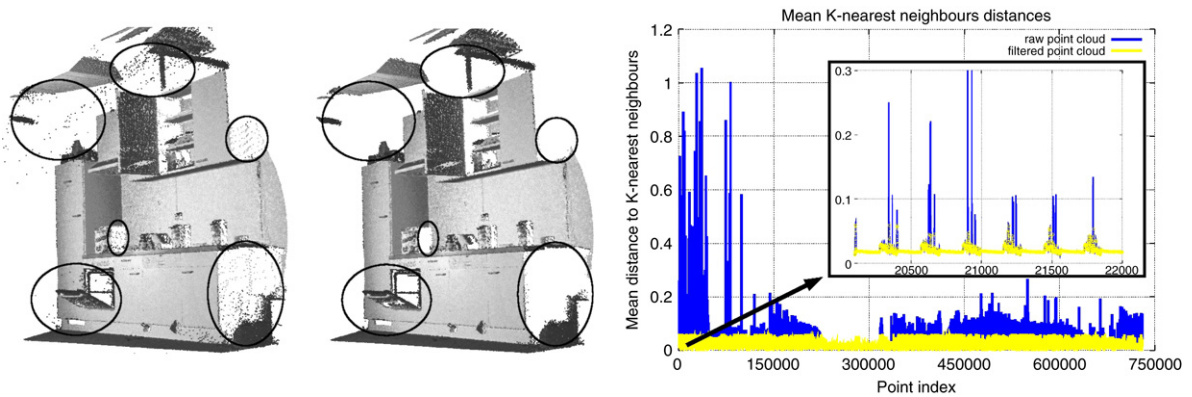 Mean K-nearest neighbours distances
Mean distance to K-nearest neighbours
1.2
1
0.8
0.6
0.4
0.2
0
raw point cloud
filtered point cloud
0.3
0.2
0.1
0
20500 21000 21500 22000
0 150000 300000 450000 600000 750000
Point index